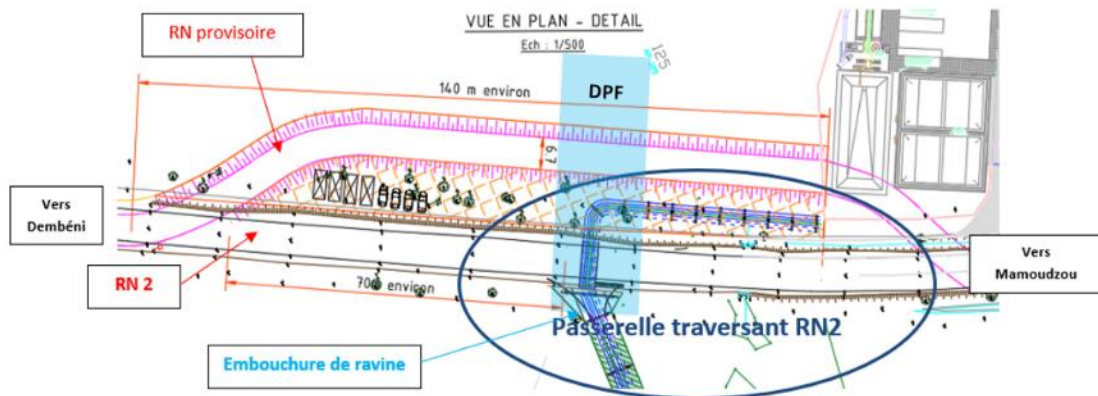 VUE EN PLAN - DETAIL
Ech : 1/500
RN provisoire
125
140 m environ
DPF
6.7
Vers
Dembéni
Vers
Mamoudzou
RN 2
70 environ
Passerelle traversant RN2
Embouchure de ravine